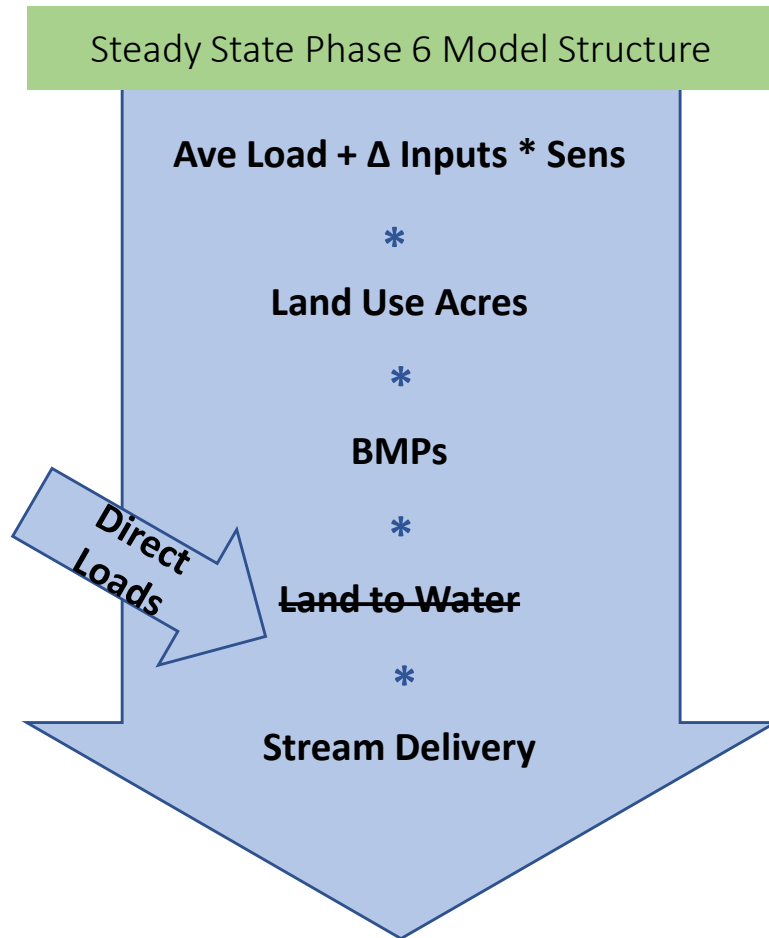 Steady State Phase 6 Model Structure
Ave Load + Δ Inputs * Sens
*
Land Use Acres
*
BMPs
*
Direct
Loads
Land to Water
*
Stream Delivery